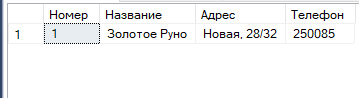 Номер Название Адрес Телефон
1 1 Золотое Руно Новая, 28/32 250085